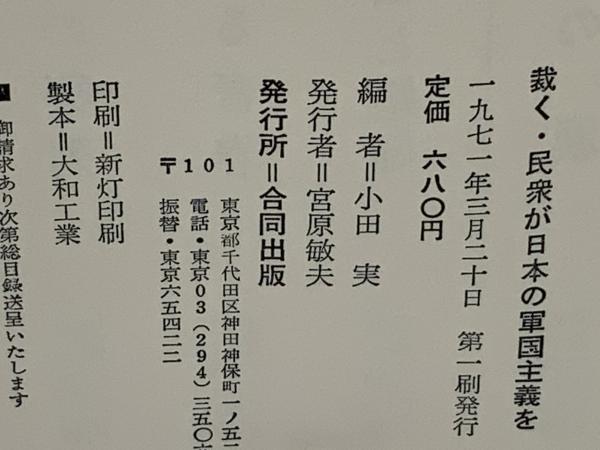 裁く・民衆が日本の軍国主義を
一九七一年三月二十日　第一刷発行
定価　六八〇円
編　者＝小田　実
発行者＝宮原敏夫
発行所＝合同出版
〒101　東京都千代田区神田神保町一ノ五二
電話・東京03(294)三五〇
振替・東京六五四二二
印刷＝新灯印刷
製本＝大和工業
御請求あり次第総目録送呈いたします